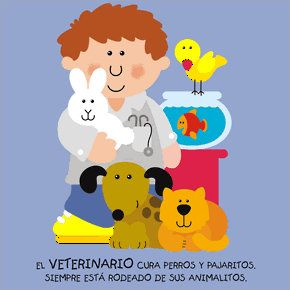 EL VETERINARIO CURA PERROS Y PAJARITOS.
SIEMPRE ESTÁ RODEADO DE SUS ANIMALITOS.